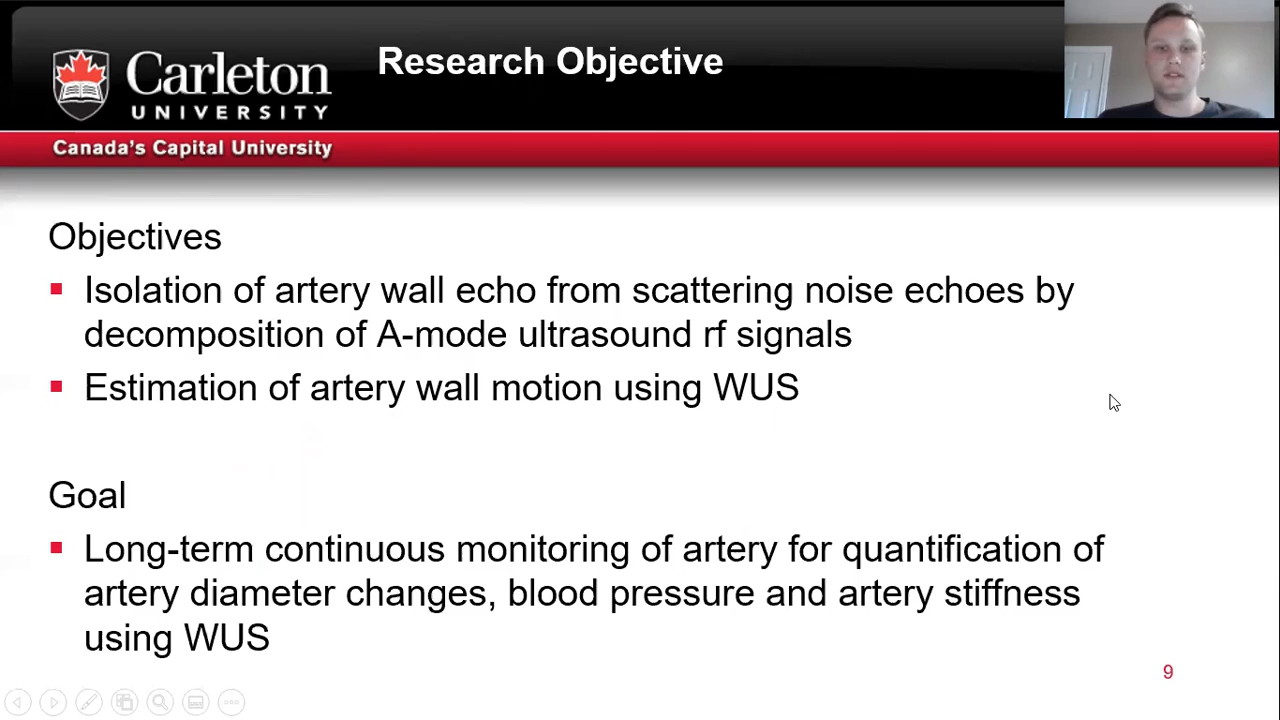 Carleton
UNIVERSITY
Research Objective
Canada's Capital University
Objectives
Isolation of artery wall echo from scattering noise echoes by
decomposition of A-mode ultrasound rf signals
Estimation of artery wall motion using WUS
Goal
Long-term continuous monitoring of artery for quantification of
artery diameter changes, blood pressure and artery stiffness
using WUS
9